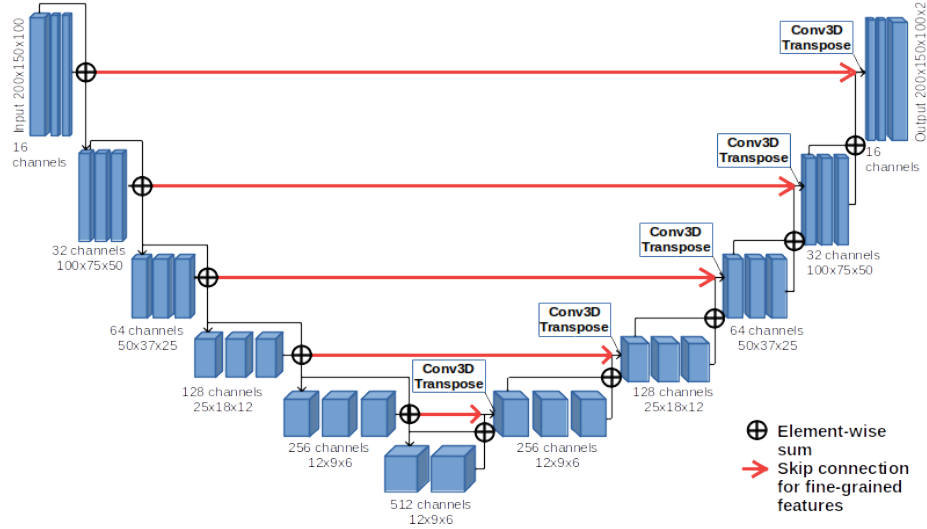 Input 200x150x100
16
channels
32 channels
100x75x50
64 channels
50x37x25
128 channels
25x18x12
256 channels
12x9x6
512 channels
12x9x6
Conv3D
Transpose
256 channels
12x9x6
Conv3D
Transpose
128 channels
25x18x12
Conv3D
Transpose
64 channels
50x37x25
Conv3D
Transpose
32 channels
100x75x50
Conv3D
Transpose
16
channels
Output 200x150x100x2
Element-wise
sum
Skip connection
for fine-grained
features